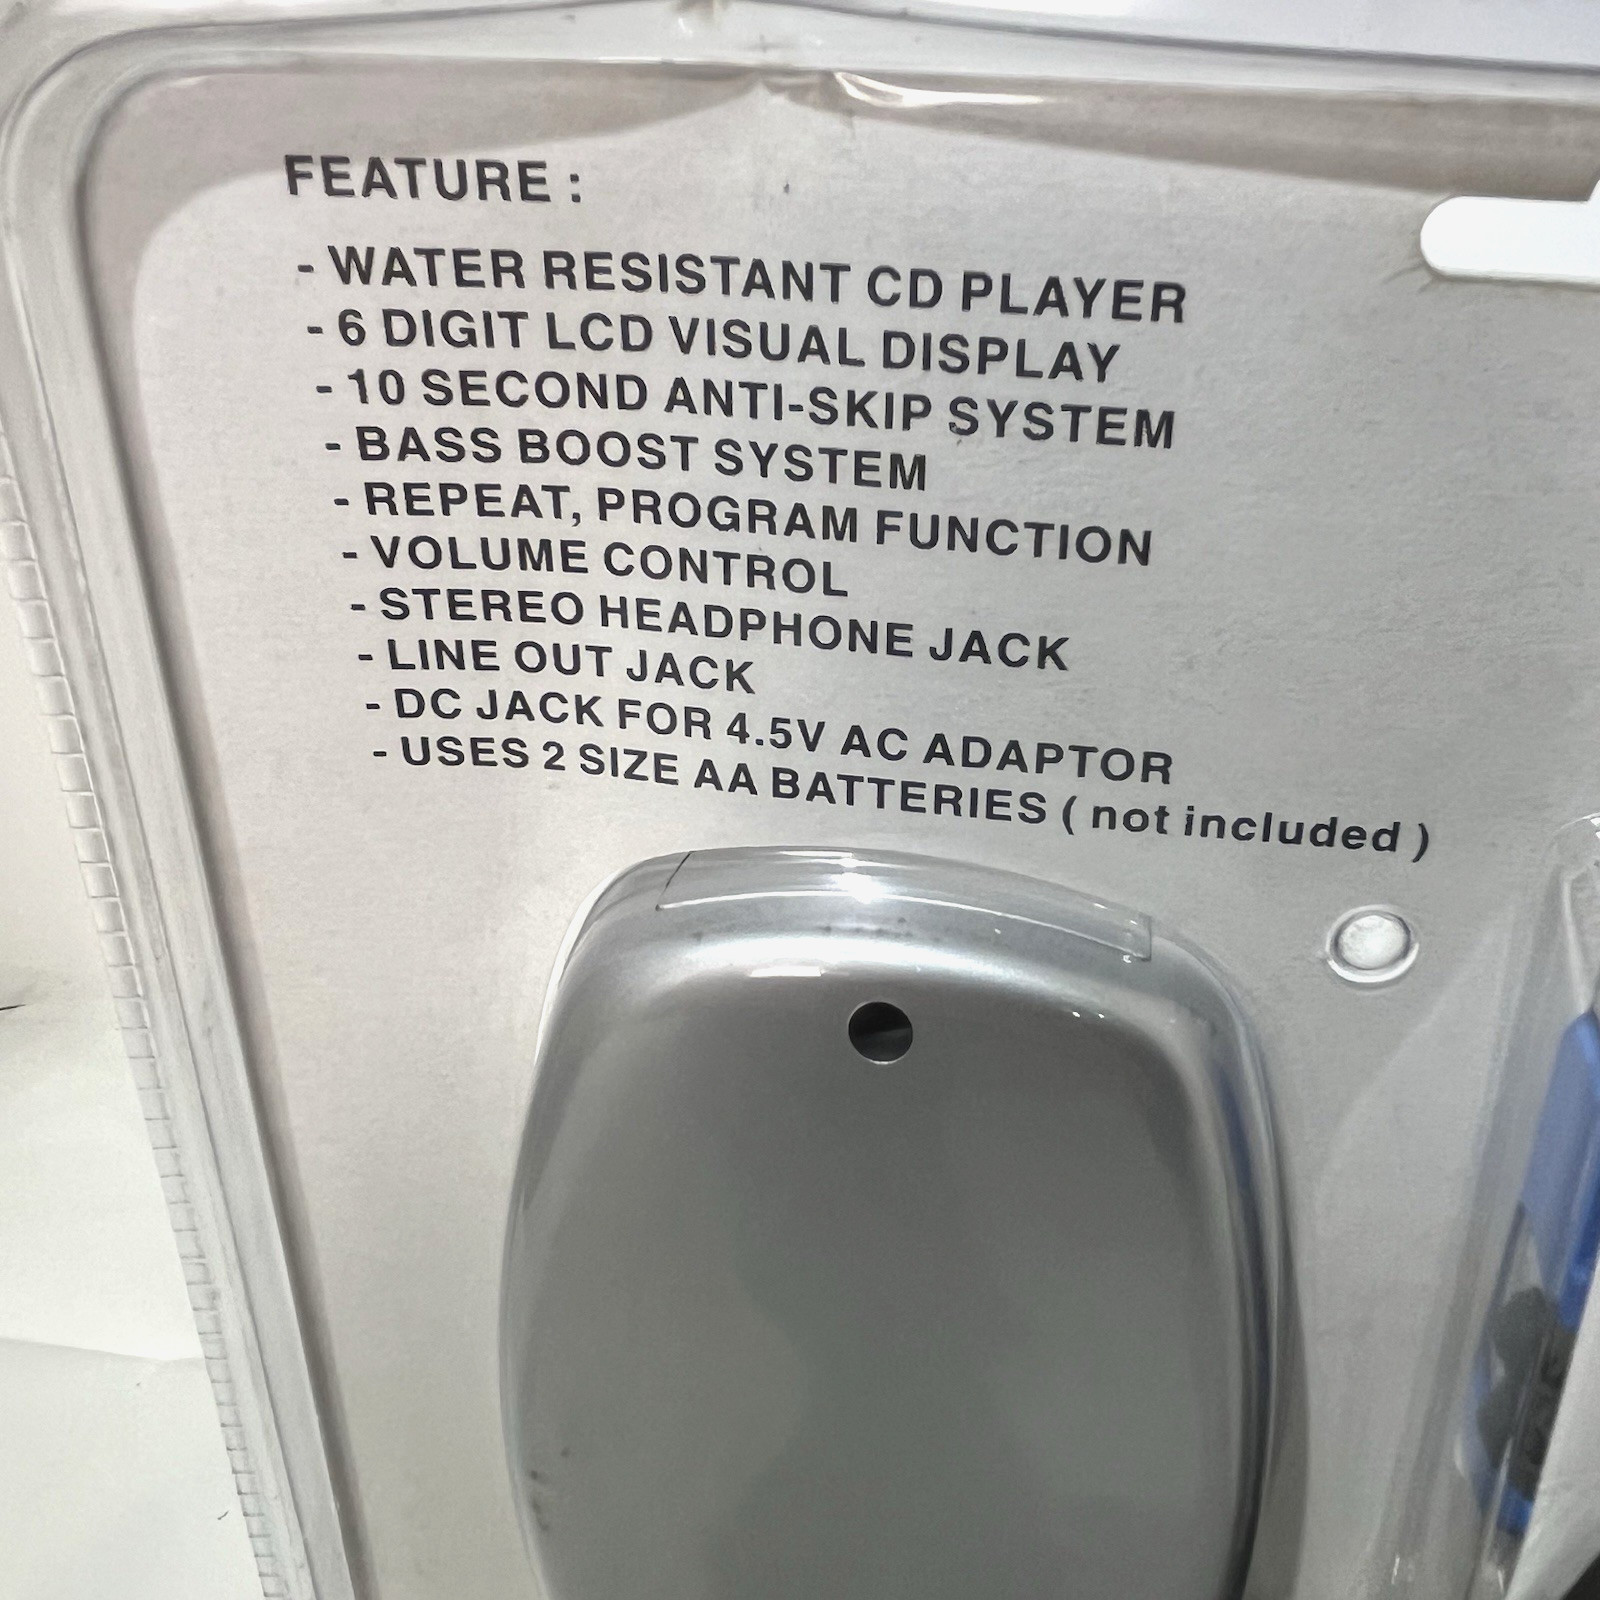 FEATURE :
- WATER RESISTANT CD PLAYER
- 6 DIGIT LCD VISUAL DISPLAY
- 10 SECOND ANTI-SKIP SYSTEM
- BASS BOOST SYSTEM
- REPEAT, PROGRAM FUNCTION
- VOLUME CONTROL
- STEREO HEADPHONE JACK
- LINE OUT JACK
- DC JACK FOR 4.5V AC ADAPTOR
- USES 2 SIZE AA BATTERIES ( not included )